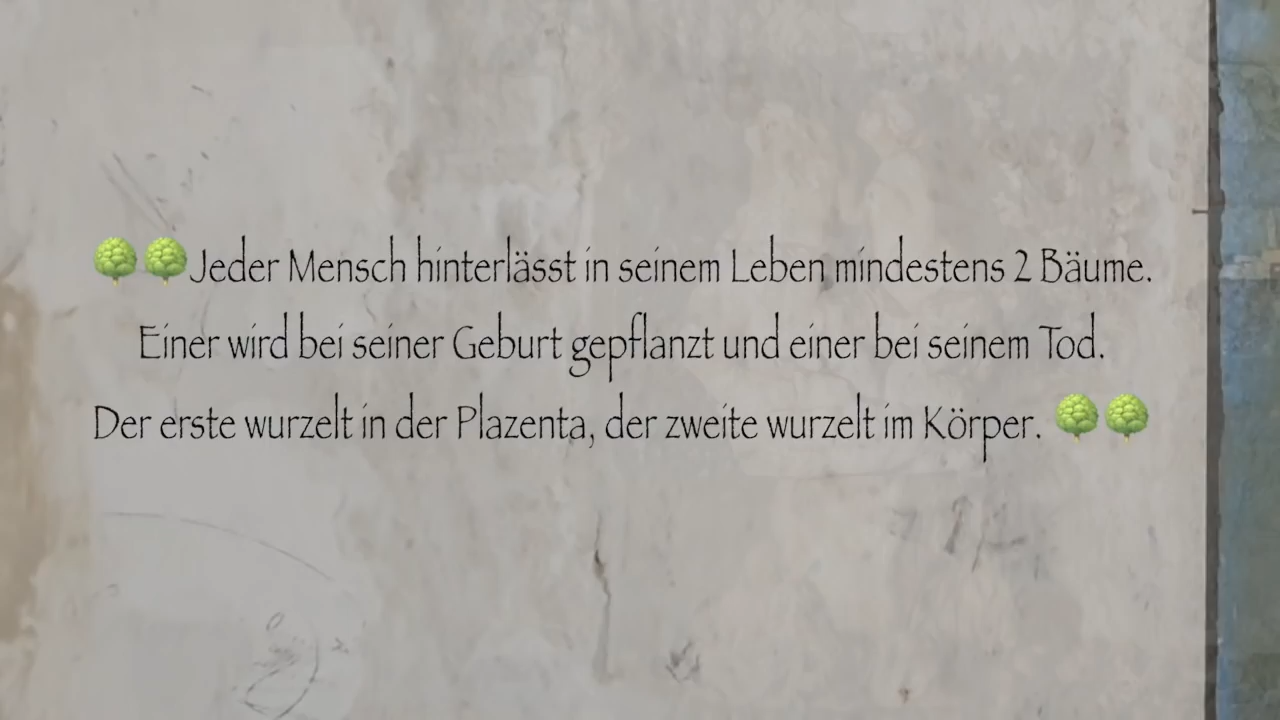 🌳🌳Jeder Mensch hinterlässt in seinem Leben mindestens 2 Bäume.
Einer wird bei seiner Geburt gepflanzt und einer bei seinem Tod.
Der erste wurzelt in der Plazenta, der zweite wurzelt im Körper. 🌳🌳